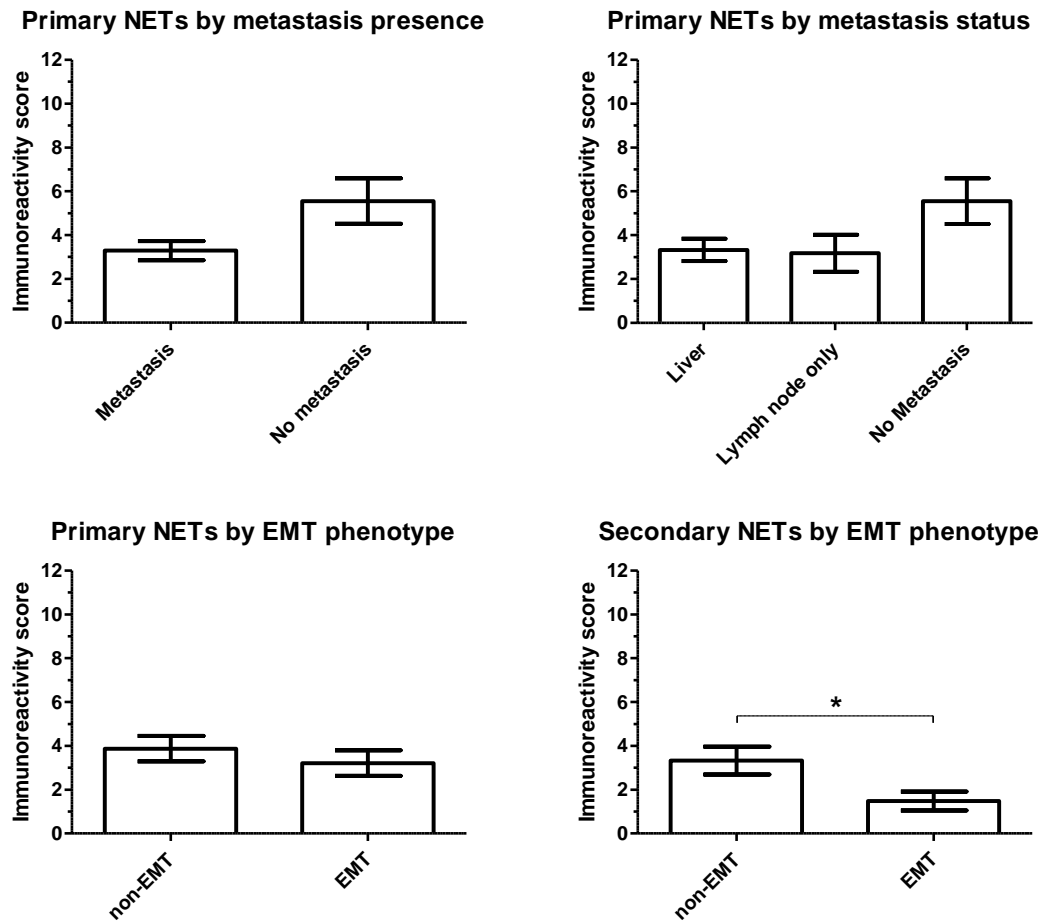 Primary NETs by metastasis presence
12
10
8
6
4
2
0
Immunoreactivity score
Metastasis
No metastasis
Primary NETs by metastasis status
12
10
8
6
4
2
0
Immunoreactivity score
Liver
Lymph node only
No Metastasis
Primary NETs by EMT phenotype
12
10
8
6
4
2
0
Immunoreactivity score
non-EMT
EMT
Secondary NETs by EMT phenotype
12
10
8
6
4
2
0
Immunoreactivity score
*
non-EMT
EMT